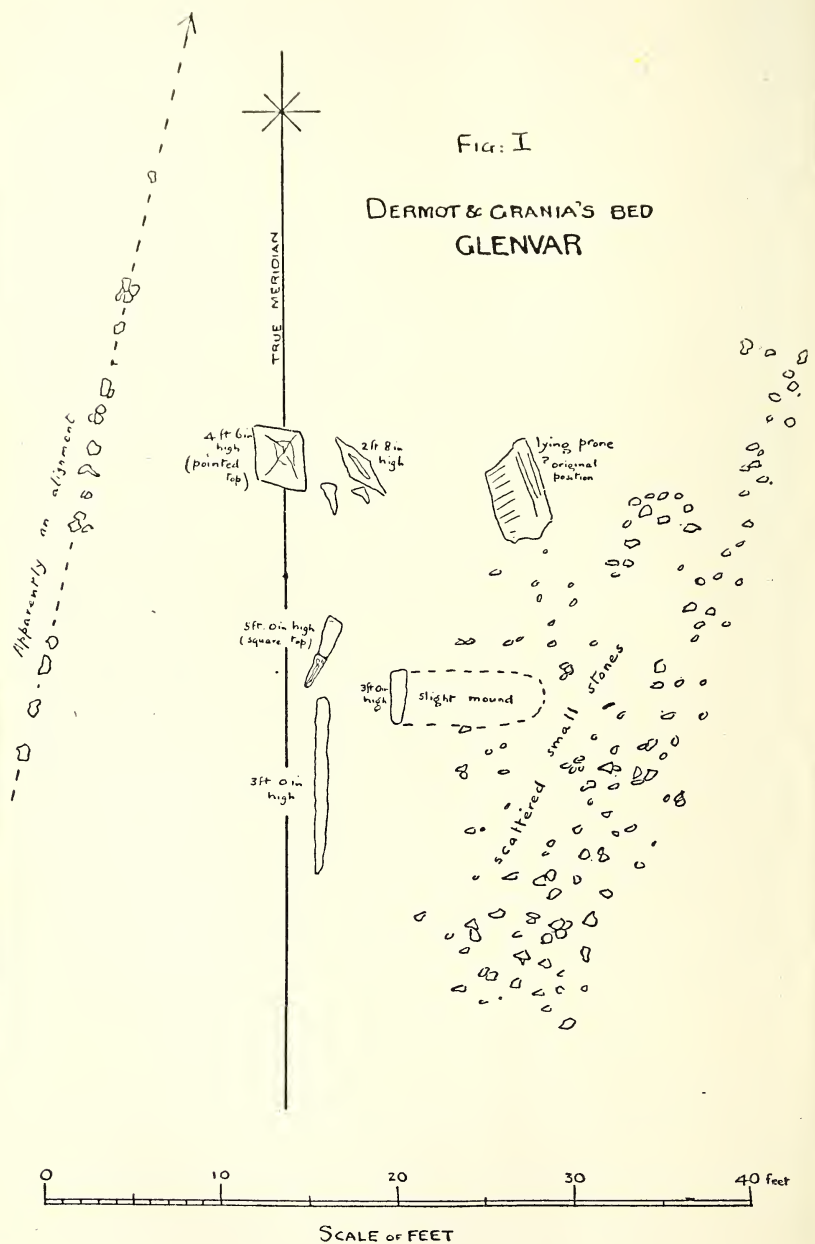 Fig: I
Dermot & Grania's Bed
GLENVAR
TRUE MERIDIAN
Apparently an alignment
4 ft 6 in
high
(pointed
top)
2 ft 8 in
high
lying prone
? original
position
5 ft. 0 in high
(square top)
3 ft 0 in
high
slight mound
scattered small stones
3 ft 0 in
high
0 10 20 30 40 feet
SCALE OF FEET